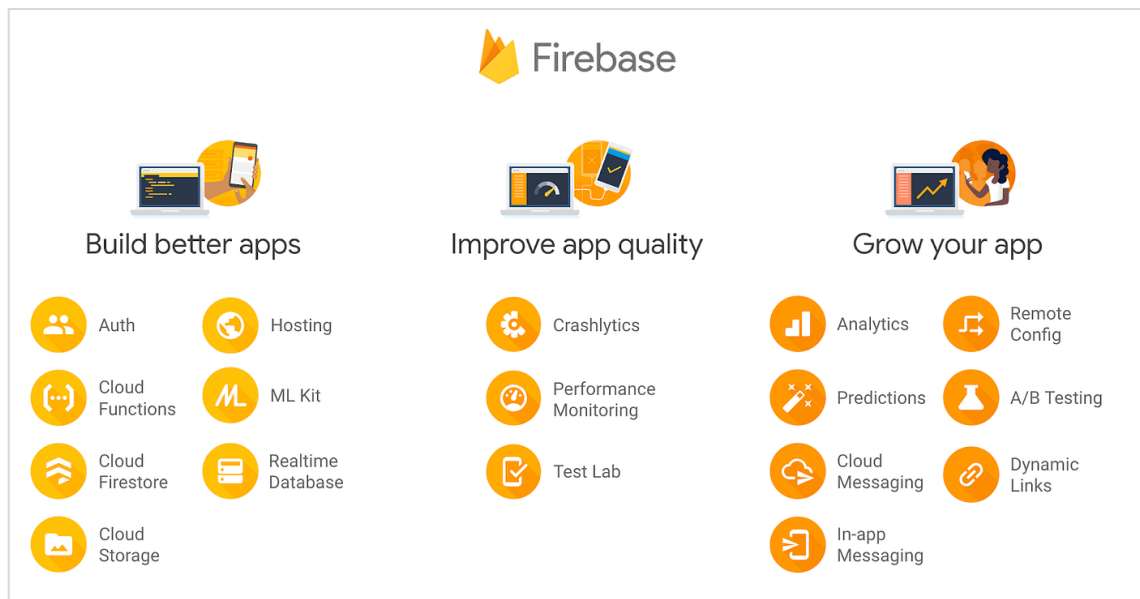 Firebase
Build better apps
Auth
Hosting
Cloud
Functions
ML Kit
Cloud
Firestore
Realtime
Database
Cloud
Storage
Improve app quality
Crashlytics
Performance
Monitoring
Test Lab
Grow your app
Analytics
Remote
Config
Predictions
A/B Testing
Cloud
Messaging
Dynamic
Links
In-app
Messaging